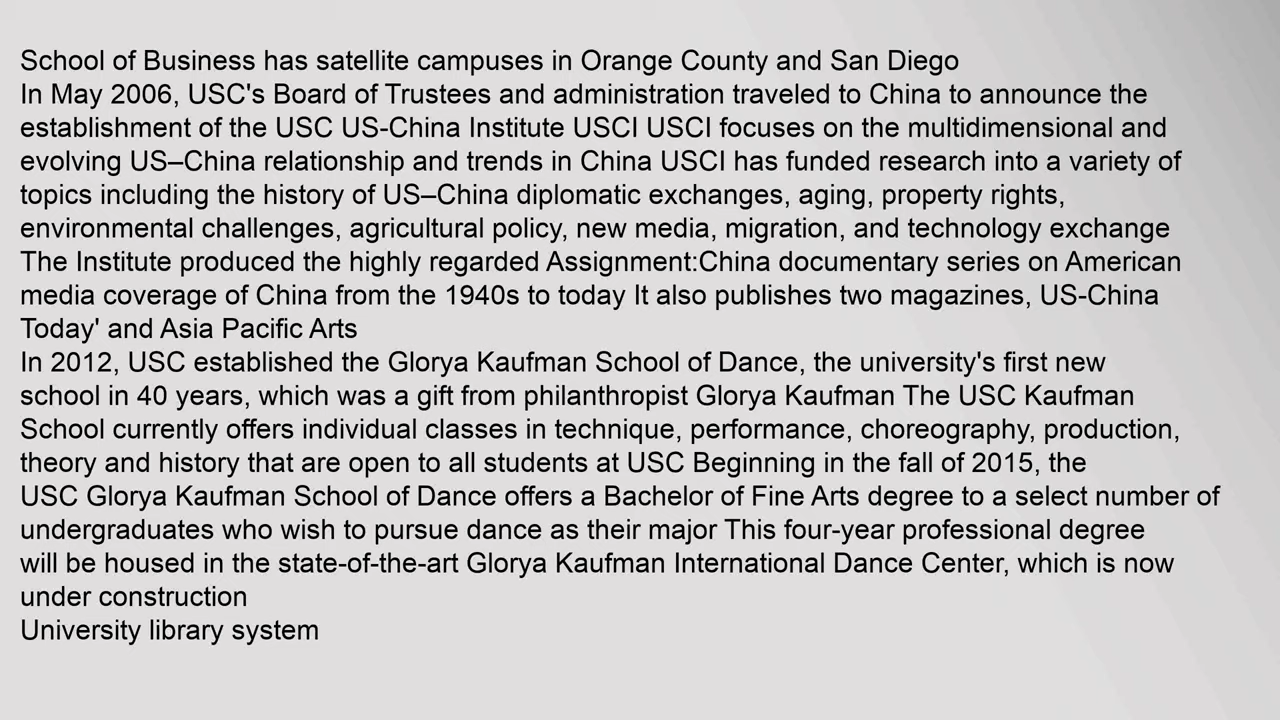 School of Business has satellite campuses in Orange County and San Diego
In May 2006, USC's Board of Trustees and administration traveled to China to announce the
establishment of the USC US-China Institute USCI USCI focuses on the multidimensional and
evolving US–China relationship and trends in China USCI has funded research into a variety of
topics including the history of US–China diplomatic exchanges, aging, property rights,
environmental challenges, agricultural policy, new media, migration, and technology exchange
The Institute produced the highly regarded Assignment:China documentary series on American
media coverage of China from the 1940s to today It also publishes two magazines, US-China
Today' and Asia Pacific Arts
In 2012, USC established the Glorya Kaufman School of Dance, the university's first new
school in 40 years, which was a gift from philanthropist Glorya Kaufman The USC Kaufman
School currently offers individual classes in technique, performance, choreography, production,
theory and history that are open to all students at USC Beginning in the fall of 2015, the
USC Glorya Kaufman School of Dance offers a Bachelor of Fine Arts degree to a select number of
undergraduates who wish to pursue dance as their major This four-year professional degree
will be housed in the state-of-the-art Glorya Kaufman International Dance Center, which is now
under construction
University library system